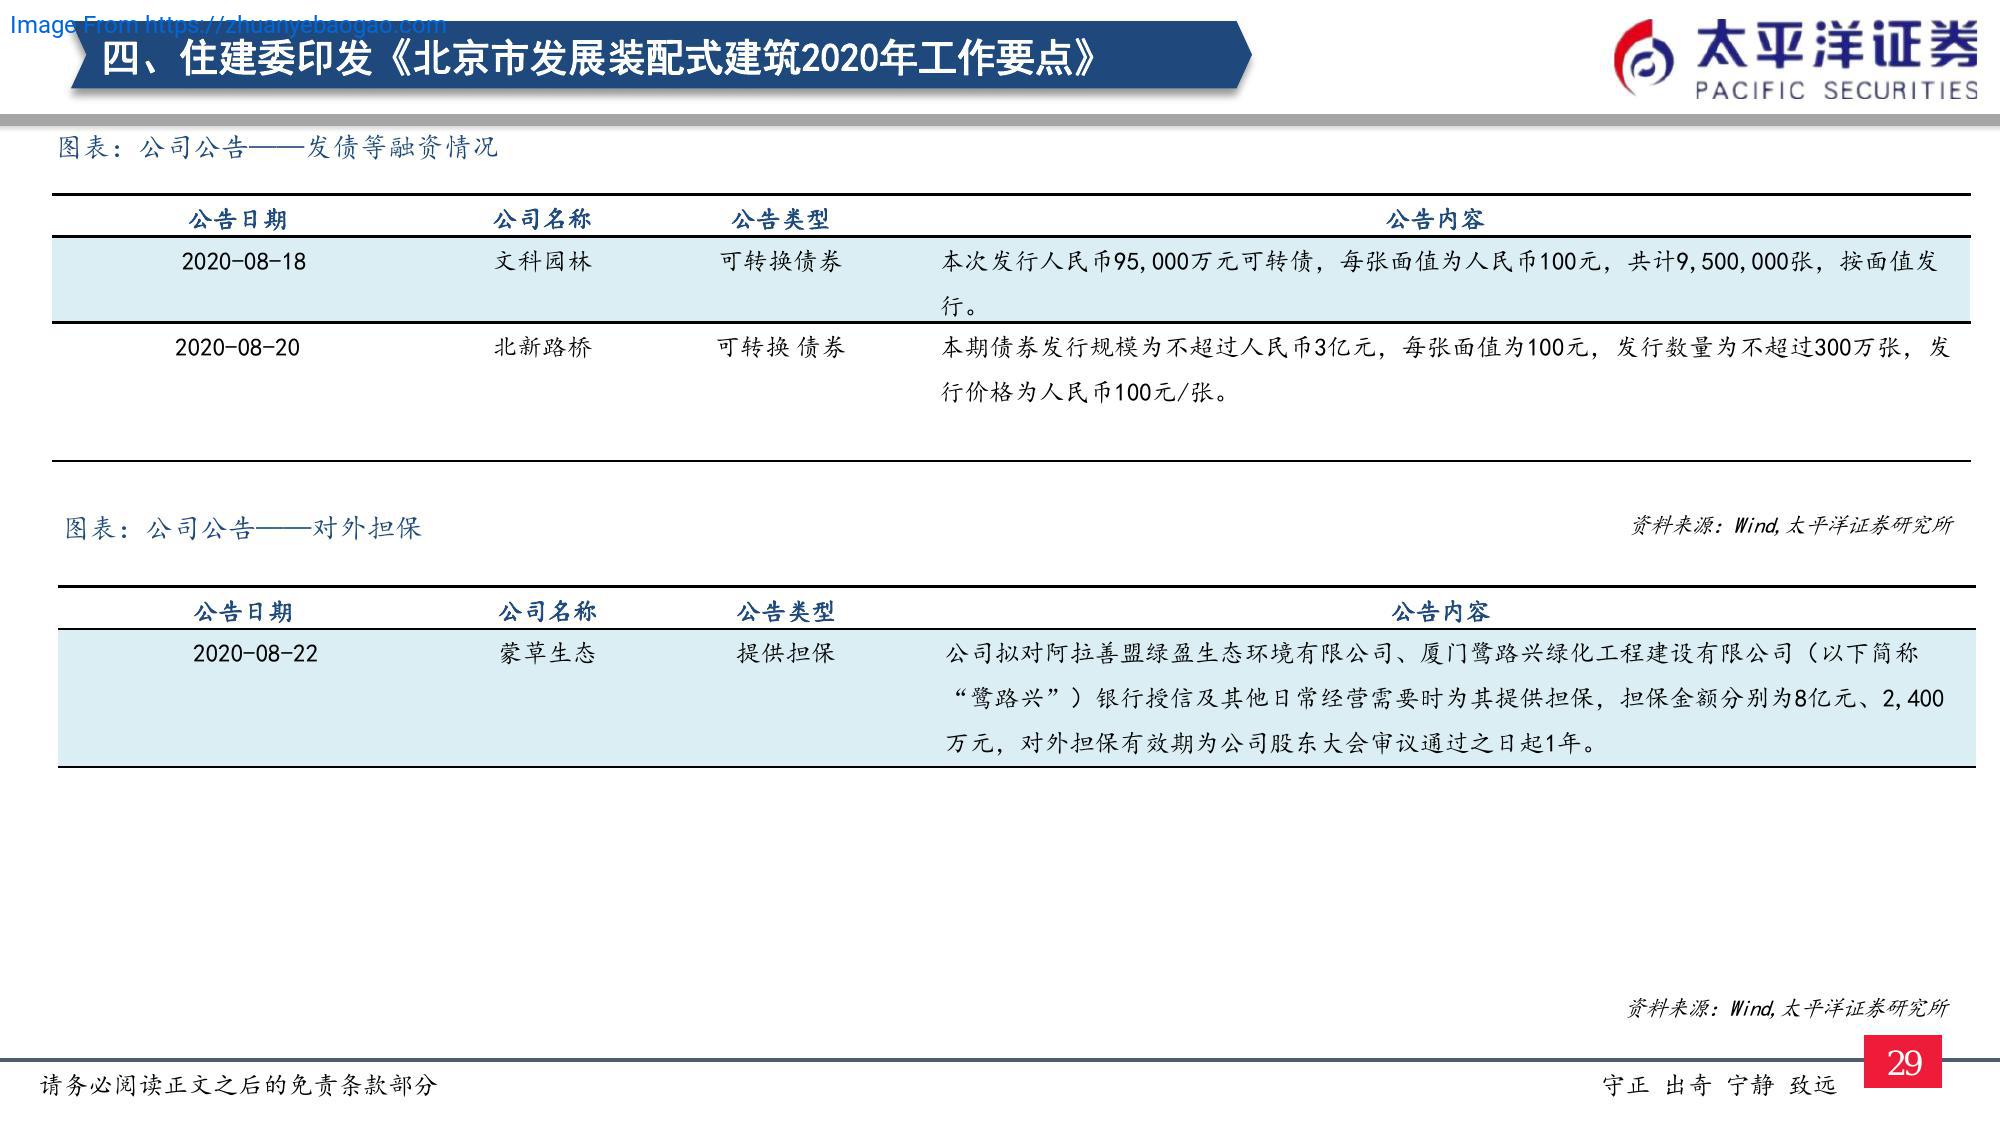 Image From https://zhuanyebaogao.com
四、住建委印发《北京市发展装配式建筑2020年工作要点》
太平洋证券
PACIFIC SECURITIES
图表：公司公告——发债等融资情况
公告日期 公司名称 公告类型 公告内容
2020-08-18 文科园林 可转换债券 本次发行人民币95,000万元可转债，每张面值为人民币100元，共计9,500,000张，按面值发
行。
2020-08-20 北新路桥 可转换 债券 本期债券发行规模为不超过人民币3亿元，每张面值为100元，发行数量为不超过300万张，发
行价格为人民币100元/张。
资料来源：Wind,太平洋证券研究所
图表：公司公告——对外担保
公告日期 公司名称 公告类型 公告内容
2020-08-22 蒙草生态 提供担保 公司拟对阿拉善盟绿盈生态环境有限公司、厦门鹭路兴绿化工程建设有限公司（以下简称
“鹭路兴”）银行授信及其他日常经营需要时为其提供担保，担保金额分别为8亿元、2,400
万元，对外担保有效期为公司股东大会审议通过之日起1年。
资料来源：Wind,太平洋证券研究所
请务必阅读正文之后的免责条款部分
守正 出奇 宁静 致远
29